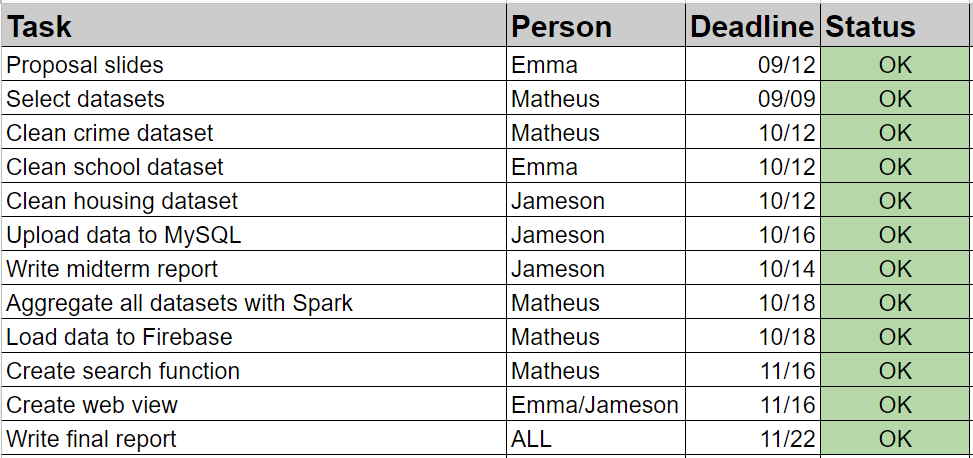 Task Person Deadline Status
Proposal slides Emma 09/12 OK
Select datasets Matheus 09/09 OK
Clean crime dataset Matheus 10/12 OK
Clean school dataset Emma 10/12 OK
Clean housing dataset Jameson 10/12 OK
Upload data to MySQL Jameson 10/16 OK
Write midterm report Jameson 10/14 OK
Aggregate all datasets with Spark Matheus 10/18 OK
Load data to Firebase Matheus 10/18 OK
Create search function Matheus 11/16 OK
Create web view Emma/Jameson 11/16 OK
Write final report ALL 11/22 OK